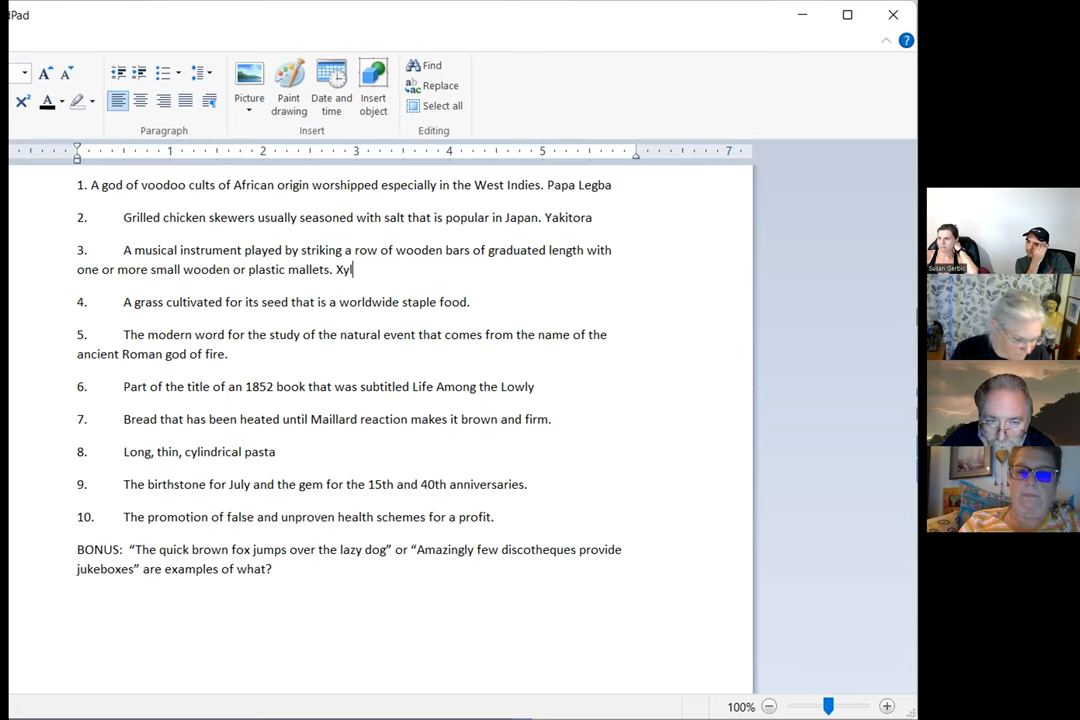 dPad
Find
Replace
Select all
Picture
Paint drawing
Date and time
Insert object
Paragraph
Insert
Editing
1 2 3 4 5 7
1. A god of voodoo cults of African origin worshipped especially in the West Indies. Papa Legba
2. Grilled chicken skewers usually seasoned with salt that is popular in Japan. Yakitora
3. A musical instrument played by striking a row of wooden bars of graduated length with
one or more small wooden or plastic mallets. Xyl
4. A grass cultivated for its seed that is a worldwide staple food.
5. The modern word for the study of the natural event that comes from the name of the
ancient Roman god of fire.
6. Part of the title of an 1852 book that was subtitled Life Among the Lowly
7. Bread that has been heated until Maillard reaction makes it brown and firm.
8. Long, thin, cylindrical pasta
9. The birthstone for July and the gem for the 15th and 40th anniversaries.
10. The promotion of false and unproven health schemes for a profit.
BONUS: “The quick brown fox jumps over the lazy dog” or “Amazingly few discotheques provide
jukeboxes” are examples of what?
100%
Susan Gerbic